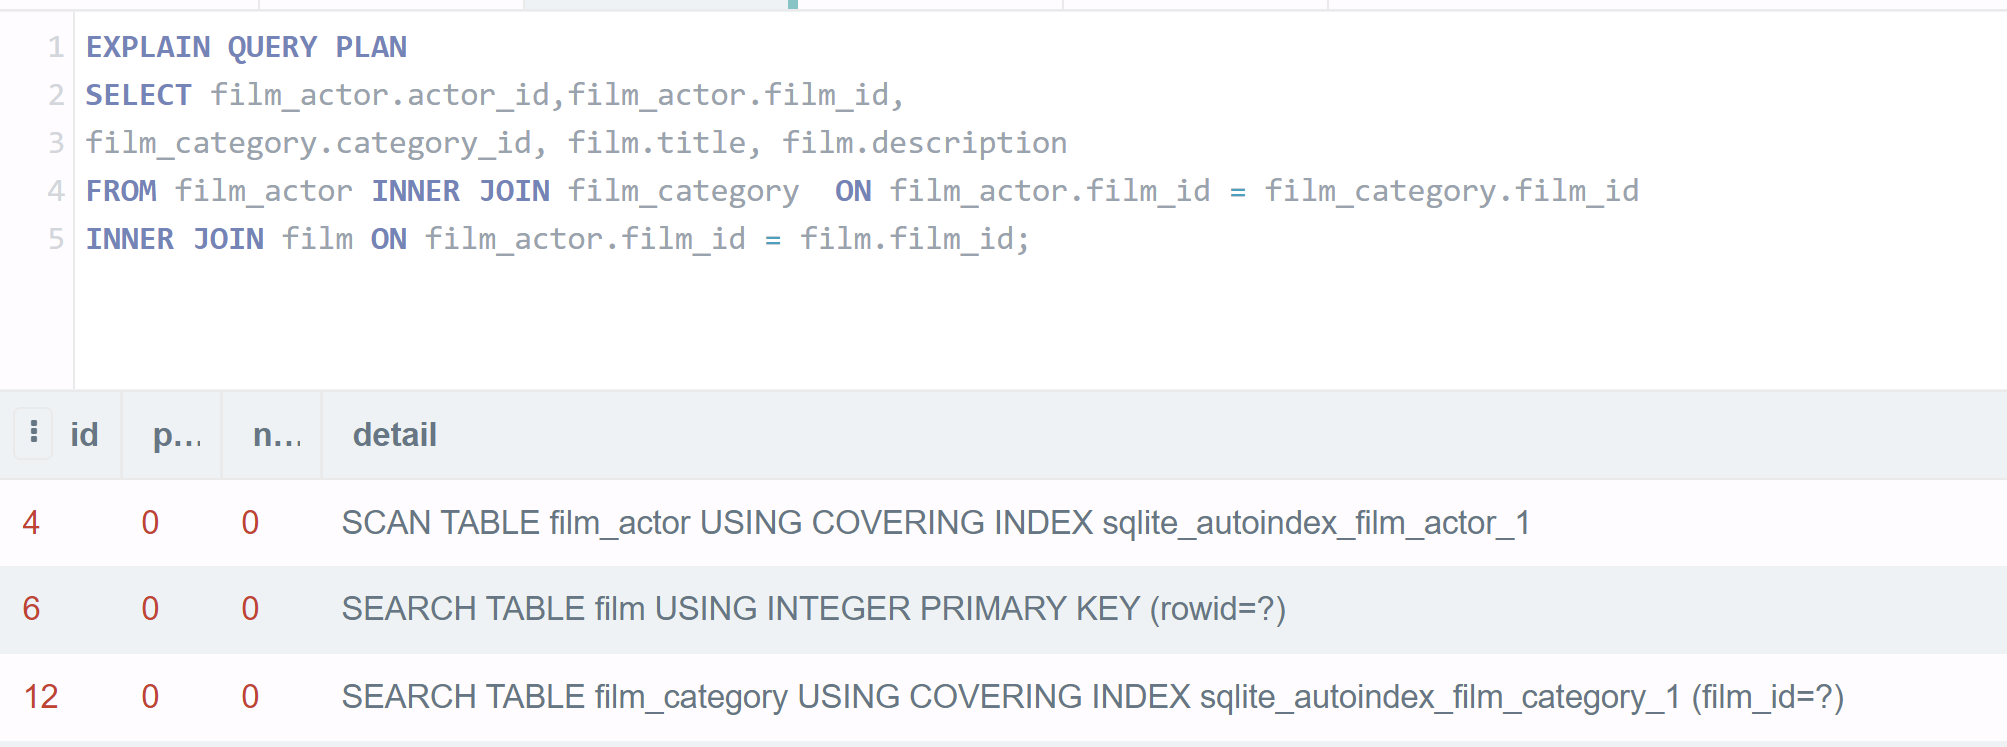 1 EXPLAIN QUERY PLAN
2 SELECT film_actor.actor_id,film_actor.film_id,
3 film_category.category_id, film.title, film.description
4 FROM film_actor INNER JOIN film_category  ON film_actor.film_id = film_category.film_id
5 INNER JOIN film ON film_actor.film_id = film.film_id;
id p... n... detail
4 0 0 SCAN TABLE film_actor USING COVERING INDEX sqlite_autoindex_film_actor_1
6 0 0 SEARCH TABLE film USING INTEGER PRIMARY KEY (rowid=?)
12 0 0 SEARCH TABLE film_category USING COVERING INDEX sqlite_autoindex_film_category_1 (film_id=?)